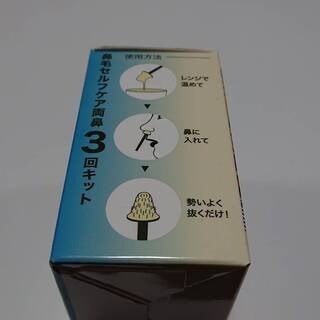 鼻毛セルフケア両鼻3回キット
使用方法
レンジで
温めて
鼻に
入れて
勢いよく
抜くだけ!